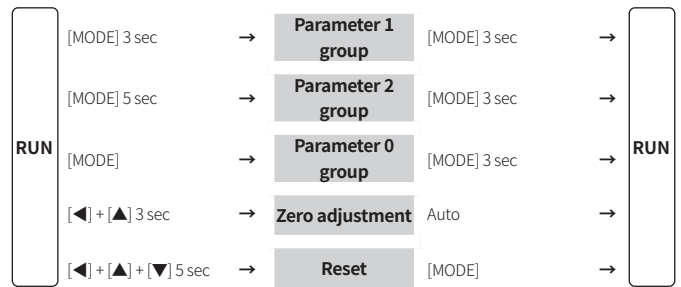 RUN
[MODE] 3 sec → Parameter 1 group [MODE] 3 sec →
[MODE] 5 sec → Parameter 2 group [MODE] 3 sec →
[MODE] → Parameter 0 group [MODE] 3 sec →
[◀] + [▲] 3 sec → Zero adjustment Auto →
[◀] + [▲] + [▼] 5 sec → Reset [MODE] →
RUN